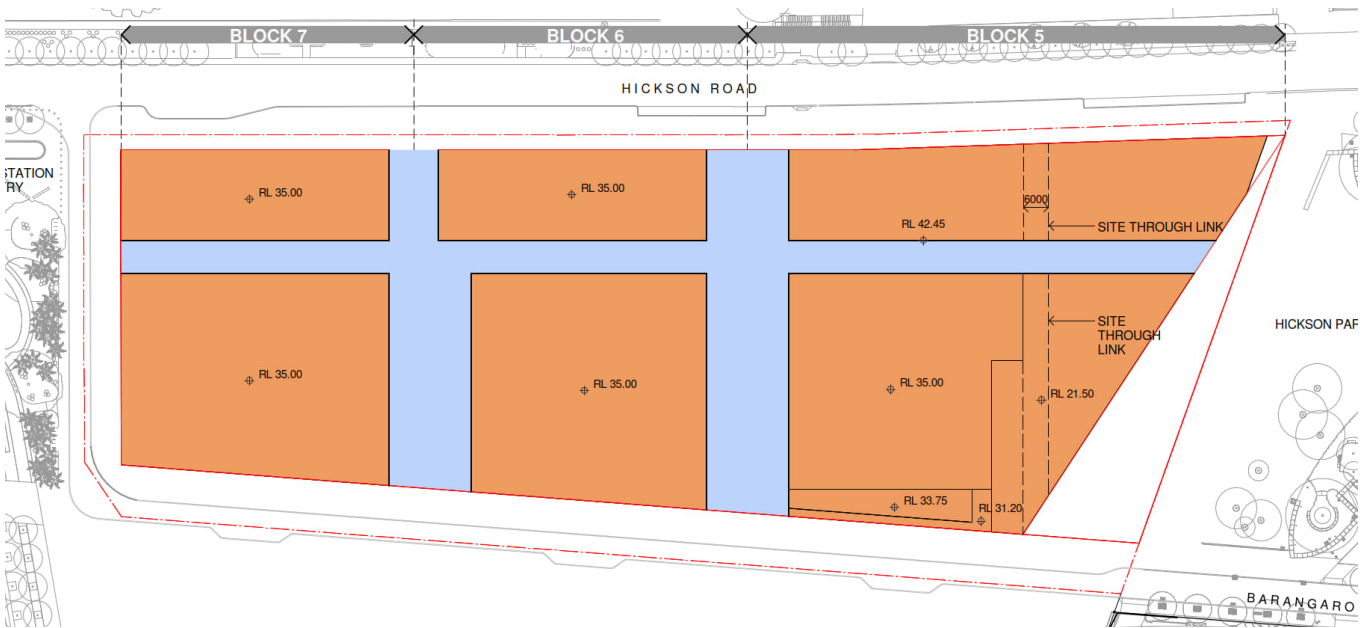 BLOCK 7
BLOCK 6
BLOCK 5
HICKSON ROAD
STATION
RY
RL 35.00
RL 35.00
6000
RL 42.45
SITE THROUGH LINK
SITE
THROUGH
LINK
HICKSON PAR
RL 35.00
RL 35.00
RL 35.00
RL 21.50
RL 33.75
RL 31.20
BARANGARO